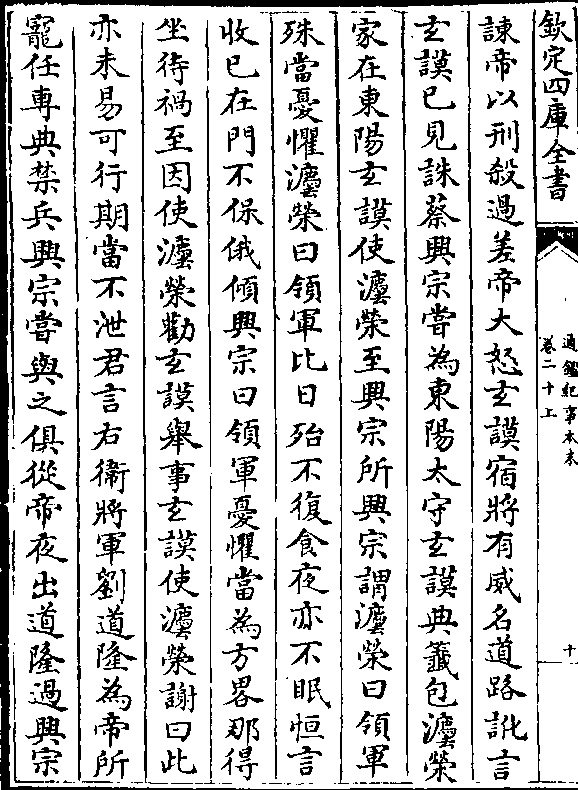 欽定四庫全書
通鑑紀事本末
卷二十上
十
諫帝以刑殺過差帝大怒玄謨宿將有威名道路訛言
玄謨已見誅蔡興宗嘗為東陽太守玄謨典籤包灋榮
家在東陽玄謨使灋榮至興宗所興宗謂灋榮曰領軍
殊當憂懼灋榮曰領軍比日殆不復食夜亦不眠恒言
收已在門不保俄傾興宗曰領軍憂懼當為方畧那得
坐待禍至因使灋榮勸玄謨舉事玄謨使灋榮謝曰此
亦未易可行期當不泄君言右衛將軍劉道隆為帝所
寵任專典禁兵興宗嘗與之俱從帝夜出道隆過興宗